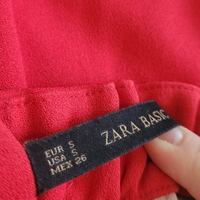 EUR S
USA S
MEX 26
ZARA BASIC